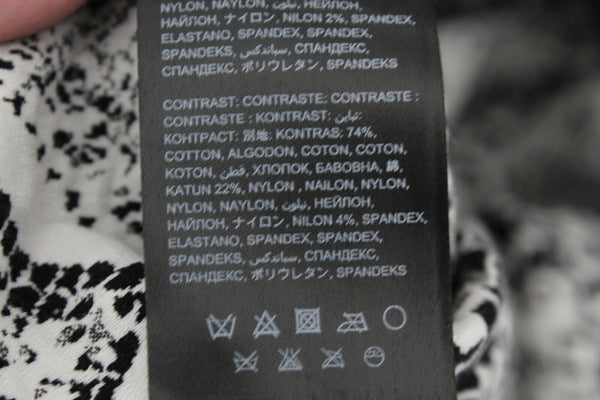 NYLON, NAYLON, نيلون, НЕЙЛОН,
НАЙЛОН, ナイロン, NILON 2%, SPANDEX,
ELASTANO, SPANDEX, SPANDEX,
SPANDEKS, سباندكس, СПАНДЕКС,
СПАНДЕКС, ポリウレタン, SPANDEKS
CONTRAST: CONTRASTE: CONTRASTE :
CONTRASTE : KONTRAST: تباين:
КОНТРАСТ: 別地: KONTRAS: 74%,
COTTON, ALGODON, COTON, COTON,
KOTON, قطن, ХЛОПОК, БАВОВНА, 綿,
KATUN 22%, NYLON , NAILON, NYLON,
NYLON, NAYLON, نيلون, НЕЙЛОН,
НАЙЛОН, ナイロン, NILON 4%, SPANDEX,
ELASTANO, SPANDEX, SPANDEX,
SPANDEKS, سباندكس, СПАНДЕКС,
СПАНДЕКС, ポリウレタン, SPANDEKS